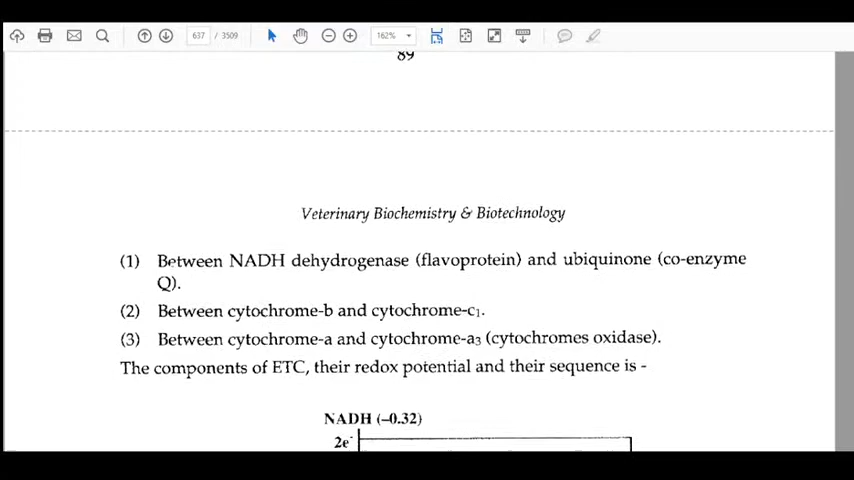 637 / 3509
162%
89
Veterinary Biochemistry & Biotechnology
(1) Between NADH dehydrogenase (flavoprotein) and ubiquinone (co-enzyme
Q).
(2) Between cytochrome-b and cytochrome-c₁.
(3) Between cytochrome-a and cytochrome-a₃ (cytochromes oxidase).
The components of ETC, their redox potential and their sequence is -
NADH (–0.32)
2e⁻